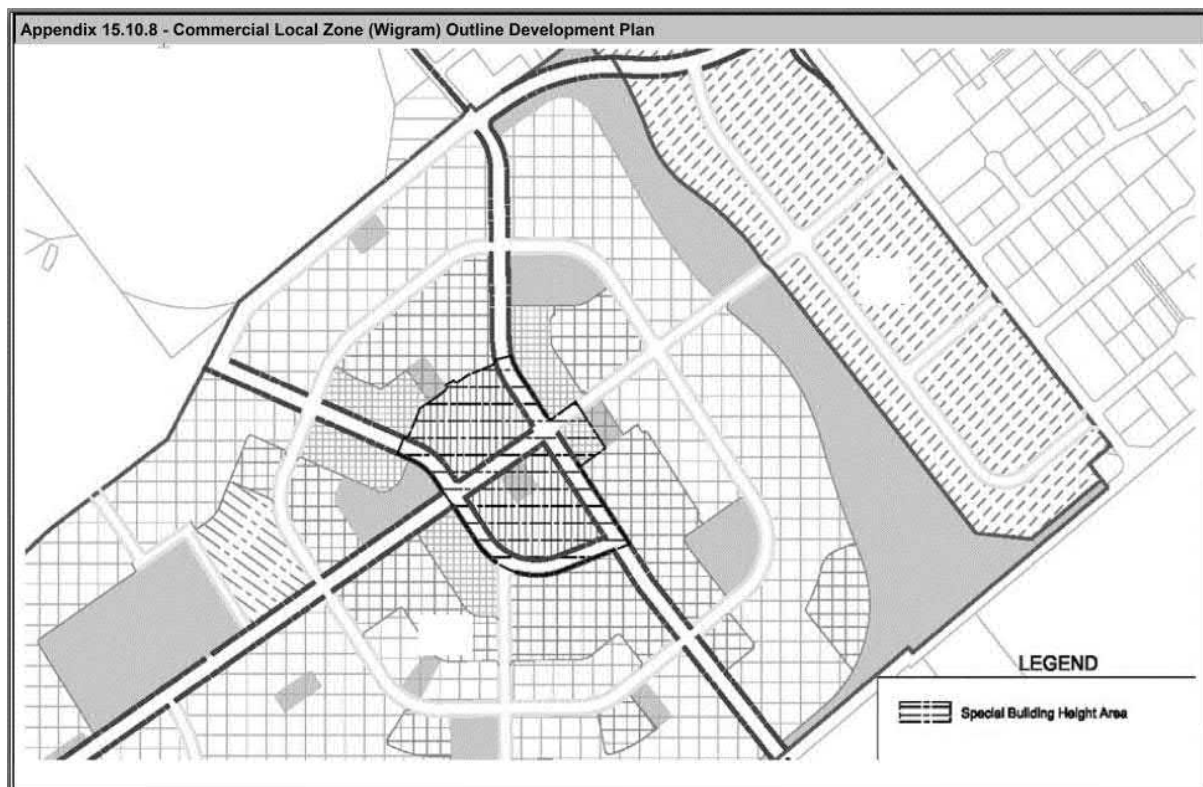 Appendix 15.10.8 - Commercial Local Zone (Wigram) Outline Development Plan
LEGEND
Special Building Height Area